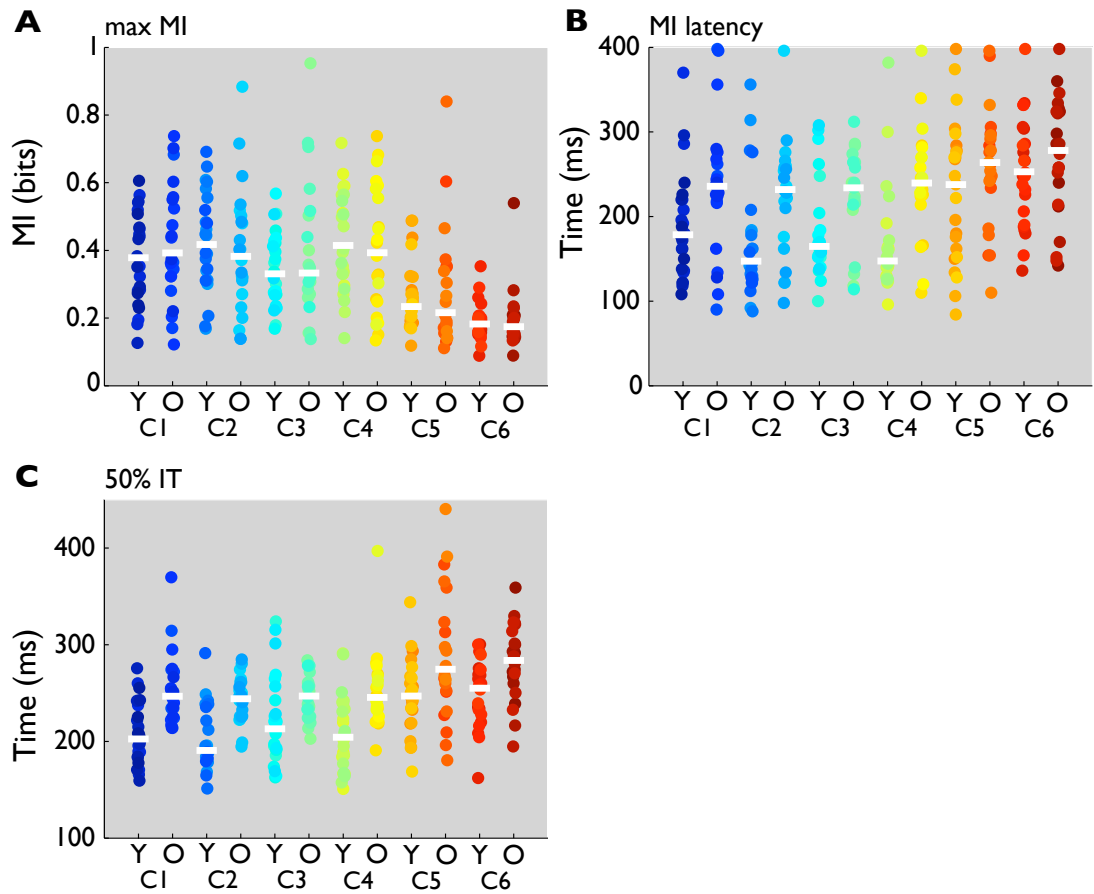 A max MI
MI (bits)
1
0.8
0.6
0.4
0.2
0
Y O Y O Y O Y O Y O Y O
C1 C2 C3 C4 C5 C6
B MI latency
Time (ms)
400
300
200
100
0
Y O Y O Y O Y O Y O Y O
C1 C2 C3 C4 C5 C6
C 50% IT
Time (ms)
400
300
200
100
Y O Y O Y O Y O Y O Y O
C1 C2 C3 C4 C5 C6